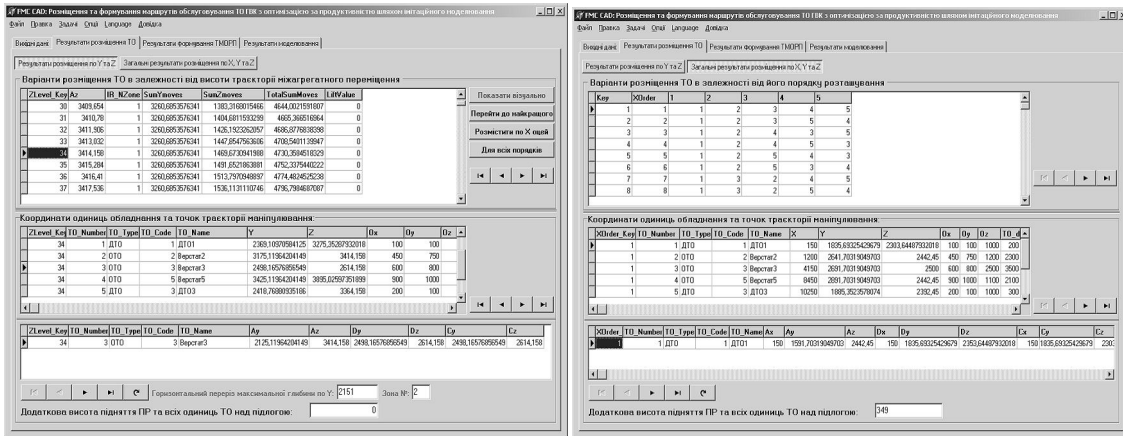 FMC CAD: Розміщення та формування маршрутів обслуговування ТО ГВК з оптимізацією за продуктивністю шляхом імітаційного моделювання
Файл Правка Задачі Опції Language Довідка
Вихідні дані Результати розміщення ТО Результати формування ТМОРП Результати моделювання
Результати розміщення по Y та Z Загальні результати розміщення по X, Y та Z
Варіанти розміщення ТО в залежності від висоти траєкторії міжагрегатного переміщення
ZLevel_Key Az IR_NZone SumYmoves SumZmoves TotalSumMoves LiftValue
30 3409,654 1 3260,6853576341 1383,3168015466 4644,0021591807 0
31 3410,78 1 3260,6853576341 1404,6811593299 4665,366516964 0
32 3411,906 1 3260,6853576341 1426,1923262057 4686,8776838398 0
33 3413,032 1 3260,6853576341 1447,8547563606 4708,5401139947 0
34 3414,158 1 3260,6853576341 1469,6730941988 4730,3584518329 0
35 3415,284 1 3260,6853576341 1491,6521863881 4752,3375440222 0
36 3416,41 1 3260,6853576341 1513,7970948897 4774,4824525238 0
37 3417,536 1 3260,6853576341 1536,1131110746 4796,7984687087 0
Показати візуально
Перейти до найкращого
Розмістити по X осей
Для всіх порядків
Координати одиниць обладнання та точок траєкторії маніпулювання:
ZLevel_Key TO_Number TO_Type TO_Code TO_Name Y Z Ox Oy Oz
34 1 ДТО 1 ДТО1 2369,10970584125 3275,35287932018 100 100
34 2 ОТО 2 Верстат2 3175,11964204149 3414,158 450 750
34 3 ОТО 3 Верстат3 2498,16576856549 2614,158 600 800
34 4 ОТО 5 Верстат5 3425,11964204149 3895,02597351899 900 1000
34 5 ДТО 3 ДТО3 2418,76880935186 3364,158 200 100
ZLevel_Key TO_Number TO_Type TO_Code TO_Name Ay Az Dy Dz Cy Cz
34 3 ОТО 3 Верстат3 2125,11964204149 3414,158 2498,16576856549 2614,158 2498,16576856549 2614,158
Горизонтальний переріз максимальної глибини по Y: 2151 Зона №: 2
Додаткова висота підняття ПР та всіх одиниць ТО над підлогою: 0
FMC CAD: Розміщення та формування маршрутів обслуговування ТО ГВК з оптимізацією за продуктивністю шляхом імітаційного моделювання
Файл Правка Задачі Опції Language Довідка
Вихідні дані Результати розміщення ТО Результати формування ТМОРП Результати моделювання
Результати розміщення по Y та Z Загальні результати розміщення по X, Y та Z
Варіанти розміщення ТО в залежності від його порядку розташування
Key XOrder 1 2 3 4 5
1 1 1 2 3 4 5
2 2 1 2 3 5 4
3 3 1 2 4 3 5
4 4 1 2 4 5 3
5 5 1 2 5 4 3
6 6 1 2 5 3 4
7 7 1 3 2 4 5
8 8 1 3 2 5 4
Координати одиниць обладнання та точок траєкторії маніпулювання:
XOrder_Key TO_Number TO_Type TO_Code TO_Name X Y Z Ox Oy Oz TO_d
1 1 ДТО 1 ДТО1 150 1835,69325429679 2303,64487932018 100 100 1000 200
1 2 ОТО 2 Верстат2 1200 2641,70319049703 2442,45 450 750 1200 2300
1 3 ОТО 3 Верстат3 4150 2691,70319049703 2500 600 800 2500 3500
1 4 ОТО 5 Верстат5 8450 2891,70319049703 2442,45 900 1000 1100 2100
1 5 ДТО 3 ДТО3 10250 1885,3523578074 2392,45 200 100 1000 300
XOrder_ TO_Number TO_Type TO_Code TO_Name Ax Ay Az Dx Dy Dz Cx Cy Cz
1 1 ДТО 1 ДТО1 150 1591,70319049703 2442,45 150 1835,69325429679 2353,64487932018 150 1835,69325429679 2303
Додаткова висота підняття ПР та всіх одиниць ТО над підлогою: 349